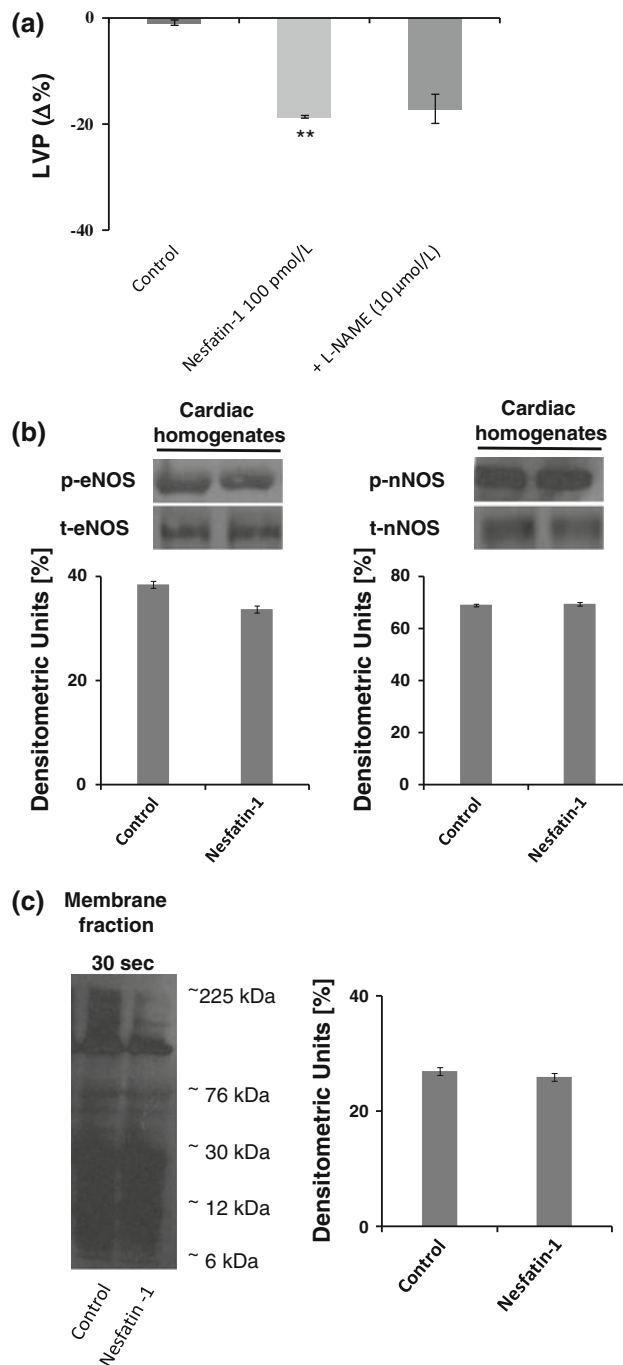 (a)
0
-20
-40
LVP (Δ%)
**
Control
Nesfatin-1 100 pmol/L
+ L-NAME (10 µmol/L)
(b)
Cardiac
homogenates
p-eNOS
t-eNOS
40
20
0
Densitometric Units [%]
Control
Nesfatin-1
Cardiac
homogenates
p-nNOS
t-nNOS
80
60
40
20
0
Densitometric Units [%]
Control
Nesfatin-1
(c)
Membrane
fraction
30 sec
~225 kDa
~ 76 kDa
~ 30 kDa
~ 12 kDa
~ 6 kDa
Control
Nesfatin -1
40
20
0
Densitometric Units [%]
Control
Nesfatin-1